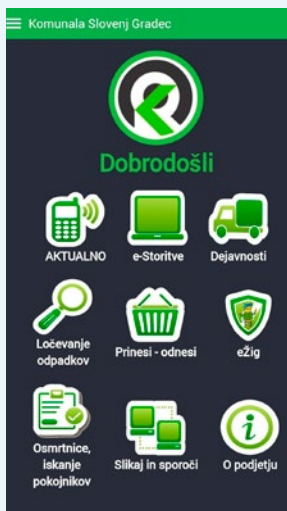 Komunala Slovenj Gradec
Dobrodošli
AKTUALNO
e-Storitve
Dejavnosti
Ločevanje
odpadkov
Prinesi - odnesi
eŽig
Osmrtnice,
iskanje
pokojnikov
Slikaj in sporoči
O podjetju